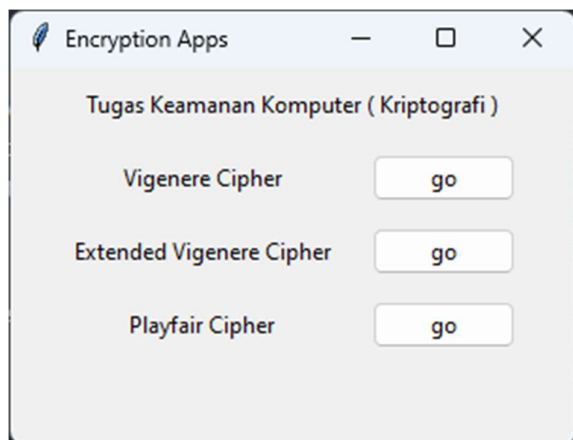 Encryption Apps
Tugas Keamanan Komputer ( Kriptografi )
Vigenere Cipher go
Extended Vigenere Cipher go
Playfair Cipher go